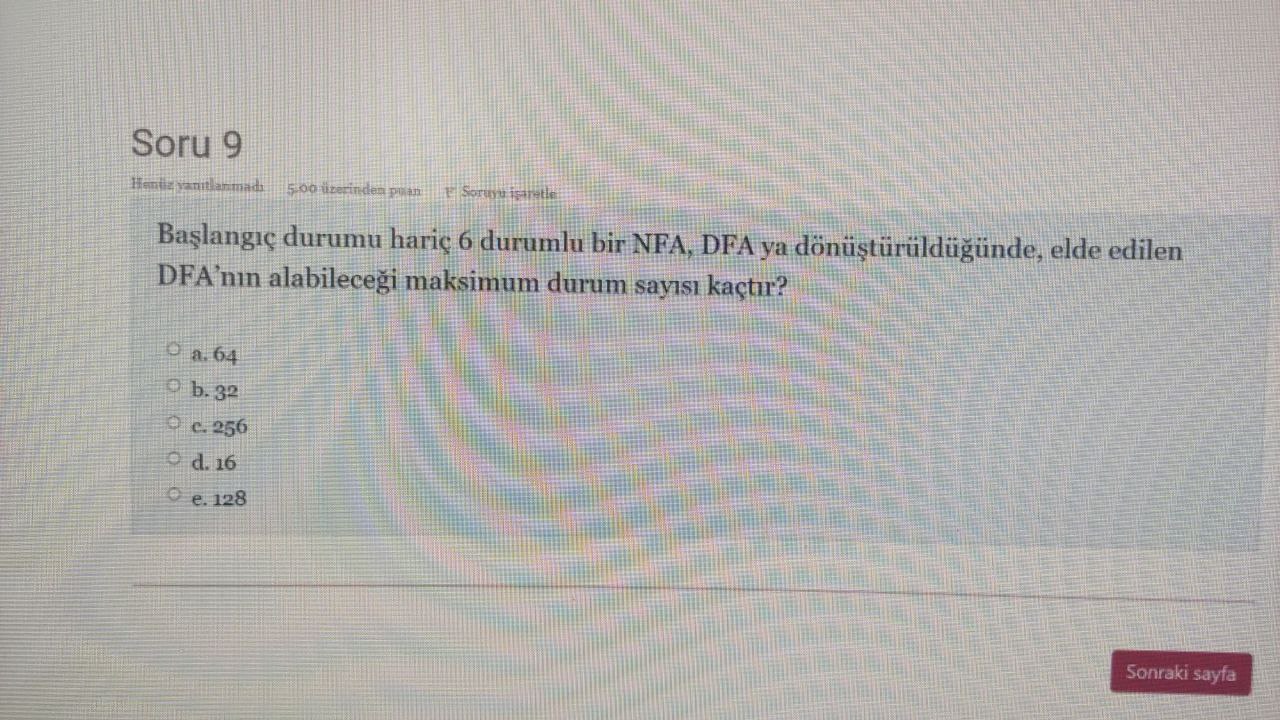 Soru 9
Henüz yanıtlanmadı 5,00 üzerinden puan Soruyu işaretle
Başlangıç durumu hariç 6 durumlu bir NFA, DFA ya dönüştürüldüğünde, elde edilen
DFA’nın alabileceği maksimum durum sayısı kaçtır?
a. 64
b. 32
c. 256
d. 16
e. 128
Sonraki sayfa